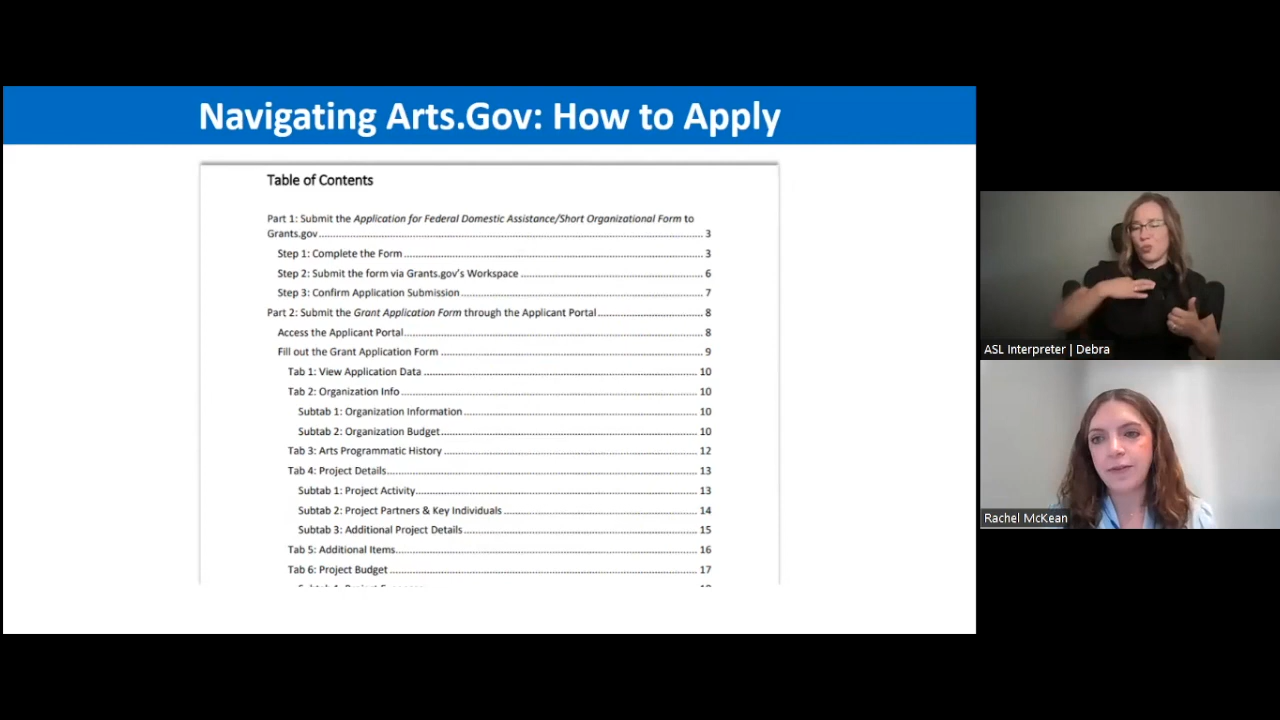 Navigating Arts.Gov: How to Apply
Table of Contents
Part 1: Submit the Application for Federal Domestic Assistance/Short Organizational Form to
Grants.gov 3
Step 1: Complete the Form 3
Step 2: Submit the form via Grants.gov's Workspace 6
Step 3: Confirm Application Submission 7
Part 2: Submit the Grant Application Form through the Applicant Portal 8
Access the Applicant Portal 8
Fill out the Grant Application Form 9
Tab 1: View Application Data 10
Tab 2: Organization Info 10
Subtab 1: Organization Information 10
Subtab 2: Organization Budget 10
Tab 3: Arts Programmatic History 12
Tab 4: Project Details 13
Subtab 1: Project Activity 13
Subtab 2: Project Partners & Key Individuals 14
Subtab 3: Additional Project Details 15
Tab 5: Additional Items 16
Tab 6: Project Budget 17
ASL Interpreter | Debra
Rachel McKean